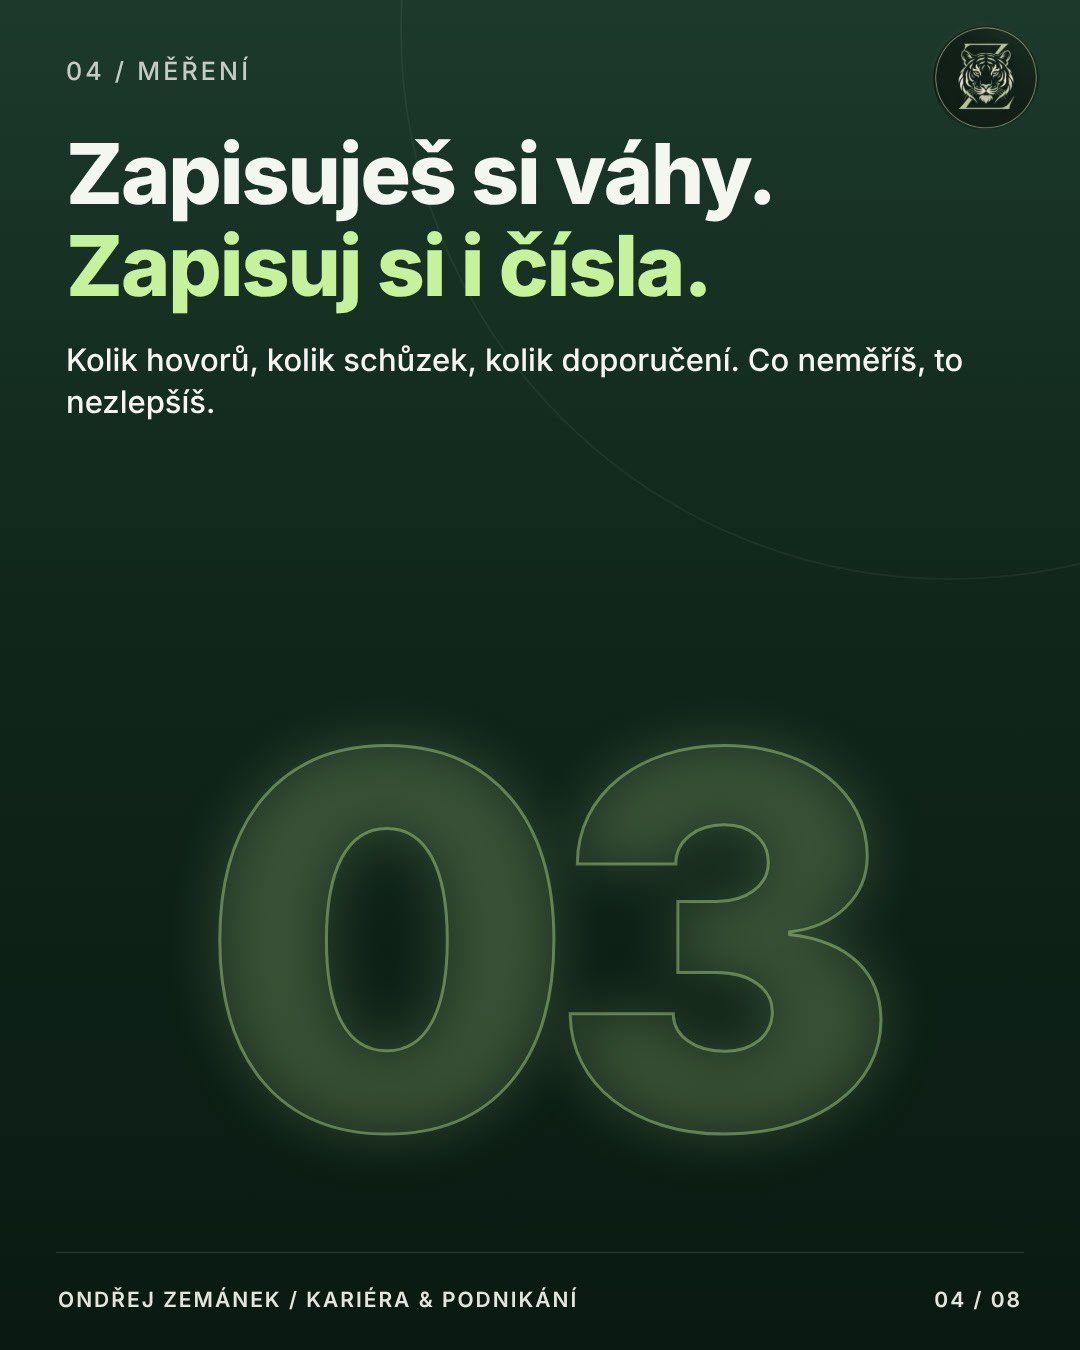 04 / MĚŘENÍ
Zapisuješ si váhy.
Zapisuj si i čísla.
Kolik hovorů, kolik schůzek, kolik doporučení. Co neměříš, to
nezlepšíš.
03
ONDŘEJ ZEMÁNEK / KARIÉRA & PODNIKÁNÍ
04 / 08